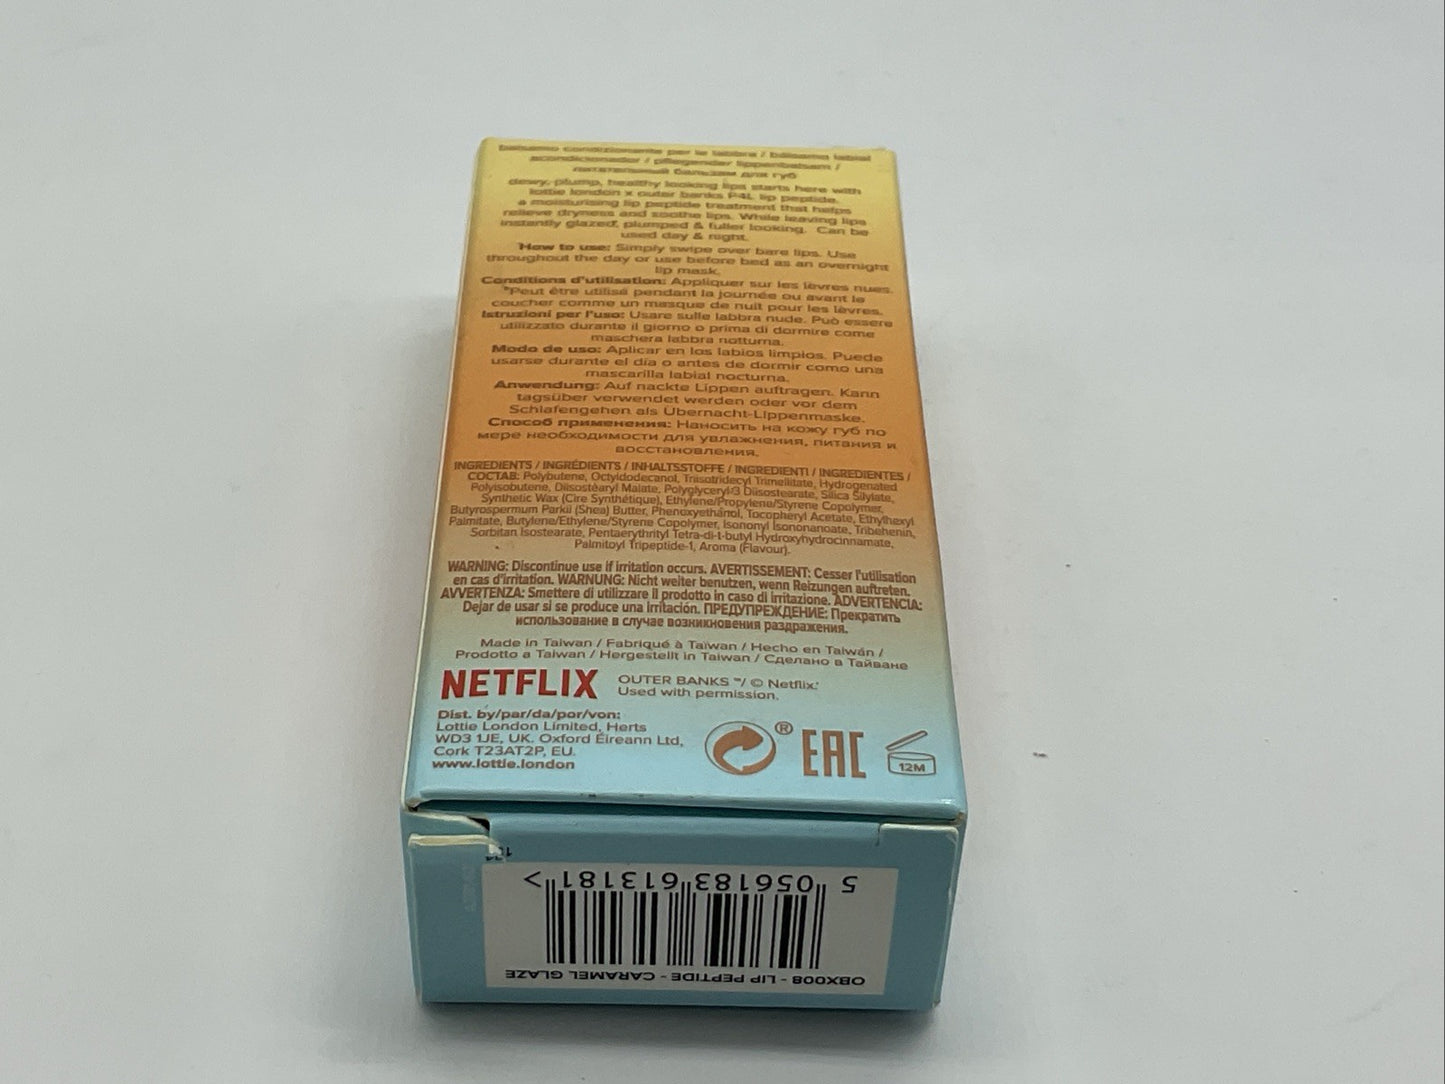 balsamo condizionante per le labbra / bálsamo labial
acondicionador / pflegender lippenbalsam /
питательный бальзам для губ
dewy, plump, healthy looking lips starts here with
lottie london x outer banks P4L lip peptide.
a moisturising lip peptide treatment that helps
relieve dryness and soothe lips. While leaving lips
instantly glazed, plumped & fuller looking. Can be
used day & night.
How to use: Simply swipe over bare lips. Use
throughout the day or use before bed as an overnight
lip mask.
Conditions d'utilisation: Appliquer sur les lèvres nues.
*Peut être utilisé pendant la journée ou avant le
coucher comme un masque de nuit pour les lèvres.
Istruzioni per l'uso: Usare sulle labbra nude. Può essere
utilizzato durante il giorno o prima di dormire come
maschera labbra notturna.
Modo de uso: Aplicar en los labios limpios. Puede
usarse durante el día o antes de dormir como una
mascarilla labial nocturna.
Anwendung: Auf nackte Lippen auftragen. Kann
tagsüber verwendet werden oder vor dem
Schlafengehen als Übernacht-Lippenmaske.
Способ применения: Наносить на кожу губ по
мере необходимости для увлажнения, питания и
восстановления.
INGREDIENTS / INGRÉDIENTS / INHALTSSTOFFE / INGREDIENTI / INGREDIENTES /
СОСТАВ: Polybutene, Octyldodecanol, Triisotridecyl Trimellitate, Hydrogenated
Polyisobutene, Diisostearyl Malate, Polyglyceryl-3 Diisostearate, Silica Silylate,
Synthetic Wax (Cire Synthétique), Ethylene/Propylene/Styrene Copolymer,
Butyrospermum Parkii (Shea) Butter, Phenoxyethanol, Tocopheryl Acetate, Ethylhexyl
Palmitate, Butylene/Ethylene/Styrene Copolymer, Isononyl Isononanoate, Tribehenin,
Sorbitan Isostearate, Pentaerythrityl Tetra-di-t-butyl Hydroxyhydrocinnamate,
Palmitoyl Tripeptide-1, Aroma (Flavour).
WARNING: Discontinue use if irritation occurs. AVERTISSEMENT: Cesser l'utilisation
en cas d'irritation. WARNUNG: Nicht weiter benutzen, wenn Reizungen auftreten.
AVVERTENZA: Smettere di utilizzare il prodotto in caso di irritazione. ADVERTENCIA:
Dejar de usar si se produce una irritación. ПРЕДУПРЕЖДЕНИЕ: Прекратить
использование в случае возникновения раздражения.
Made in Taiwan / Fabriqué à Taïwan / Hecho en Taiwán /
Prodotto a Taiwan / Hergestellt in Taiwan / Сделано в Тайване
NETFLIX
OUTER BANKS ™/ © Netflix.
Used with permission.
Dist. by/par/da/por/von:
Lottie London Limited, Herts
WD3 1JE, UK. Oxford Éireann Ltd,
Cork T23AT2P, EU.
www.lottie.london
®
EAC
12M
OBX008 - LIP PEPTIDE - CARAMEL GLAZE
5 056183 613181 >